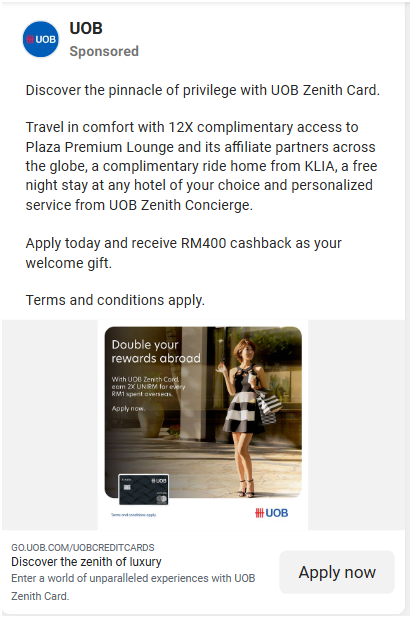 UOB
UOB
Sponsored
Discover the pinnacle of privilege with UOB Zenith Card.
Travel in comfort with 12X complimentary access to
Plaza Premium Lounge and its affiliate partners across
the globe, a complimentary ride home from KLIA, a free
night stay at any hotel of your choice and personalized
service from UOB Zenith Concierge.
Apply today and receive RM400 cashback as your
welcome gift.
Terms and conditions apply.
Double your
rewards abroad
With UOB Zenith Card,
earn 2X UNIRM for every
RM1 spent overseas.
Apply now.
UOB
Terms and conditions apply.
UOB
GO.UOB.COM/UOBCREDITCARDS
Discover the zenith of luxury
Enter a world of unparalleled experiences with UOB
Zenith Card.
Apply now